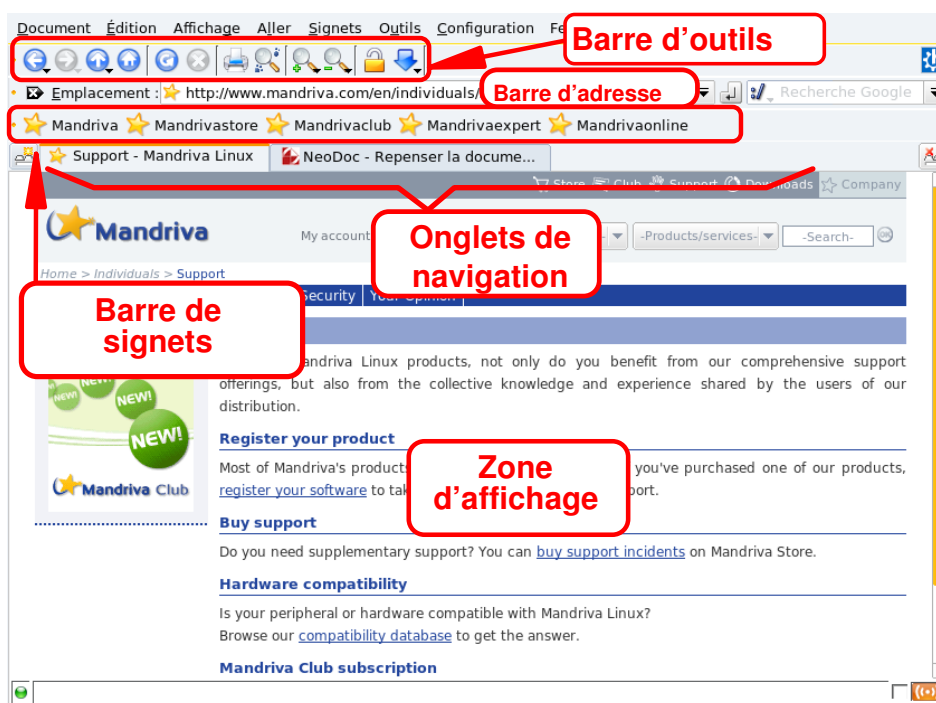 Document Édition Affichage Aller Signets Outils Configuration Fe
Barre d'outils
Emplacement : http://www.mandriva.com/en/individuals/
Barre d'adresse
Recherche Google
Mandriva Mandrivastore Mandrivaclub Mandrivaexpert Mandrivaonline
Support - Mandriva Linux NeoDoc - Repenser la docume...
Store Club Support Downloads Company
Mandriva
My account
Onglets de
navigation
-Products/services- -Search- OK
Home > Individuals > Support
Barre de
signets
Security Your Opinion
Mandriva Linux products, not only do you benefit from our comprehensive support
offerings, but also from the collective knowledge and experience shared by the users of our
distribution.
NEW!
NEW!
NEW!
Mandriva Club
Register your product
Most of Mandriva's products you've purchased one of our products,
register your software to
Zone
d'affichage
Buy support
Do you need supplementary support? You can buy support incidents on Mandriva Store.
Hardware compatibility
Is your peripheral or hardware compatible with Mandriva Linux?
Browse our compatibility database to get the answer.
Mandriva Club subscription